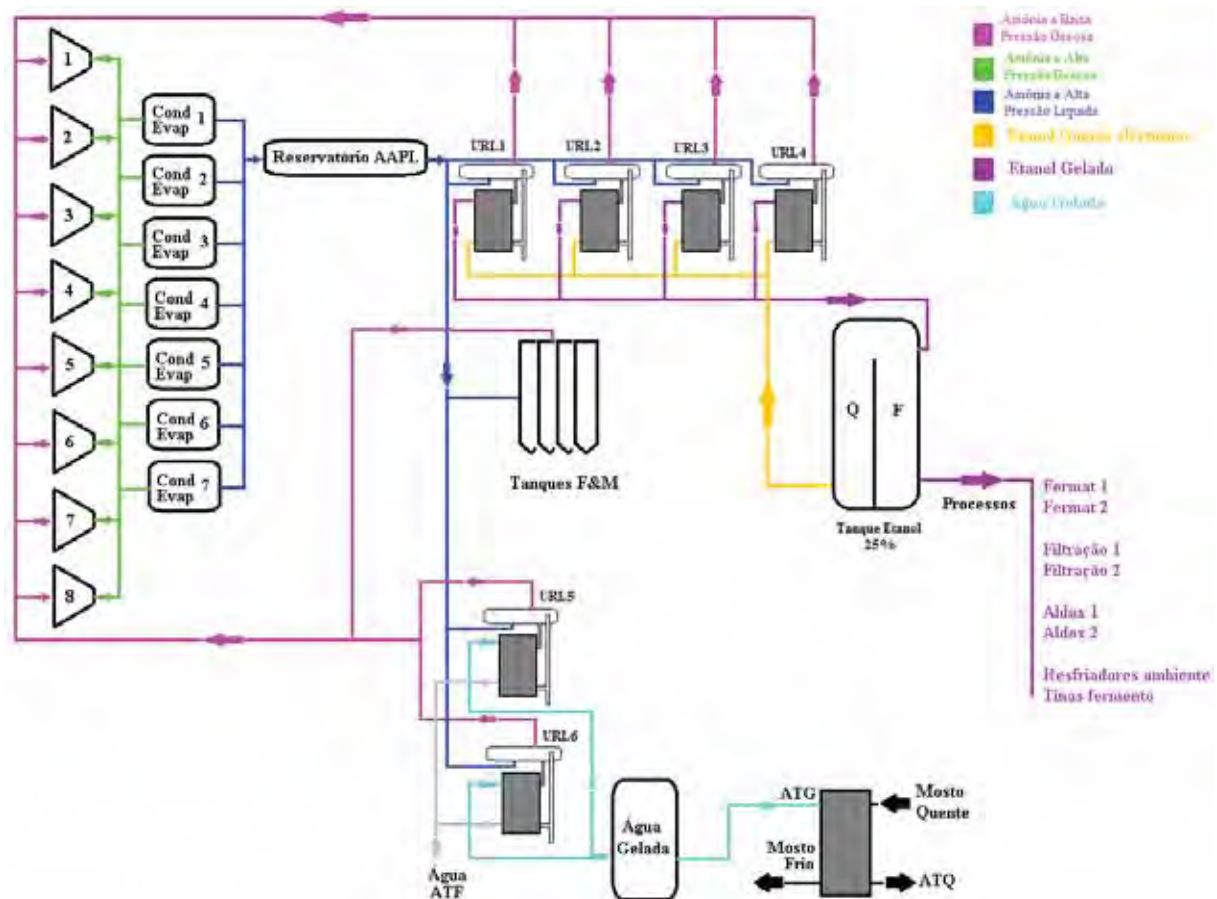 Amônia a Baixa
Pressão Gasosa
Amônia a Alta
Pressão Gasosa
Amônia a Alta
Pressão Líquida
Etanol
Etanol Gelado
Água Gelada
1
2
3
4
5
6
7
8
Cond 1
Evap
Cond 2
Evap
Cond 3
Evap
Cond 4
Evap
Cond 5
Evap
Cond 6
Evap
Cond 7
Evap
Reservatório AAPL
URL1
URL2
URL3
URL4
Tanques F&M
Q
F
Tanque Etanol
25%
Processos
Fermat 1
Fermat 2
Filtração 1
Filtração 2
Aldox 1
Aldox 2
Resfriadores ambiente
Tinas fermento
URL5
URL6
Água
ATF
Água
Gelada
ATG
Mosto
Quente
Mosto
Frio
ATQ